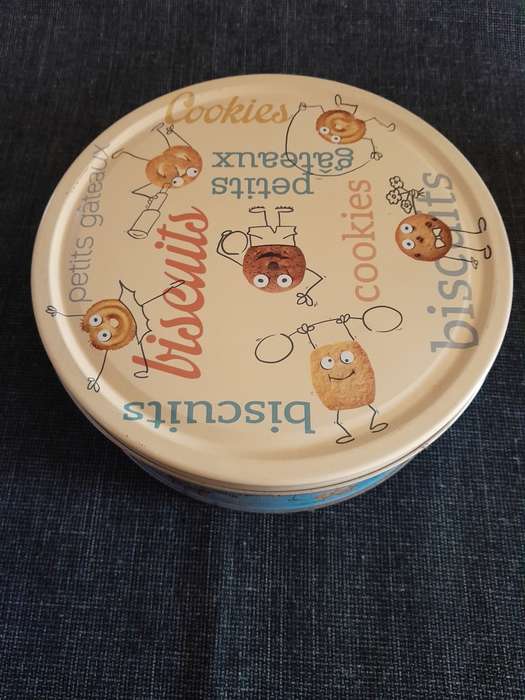 Cookies
petits
gâteaux
petits gâteaux
biscuits
cookies
biscuits
biscuits